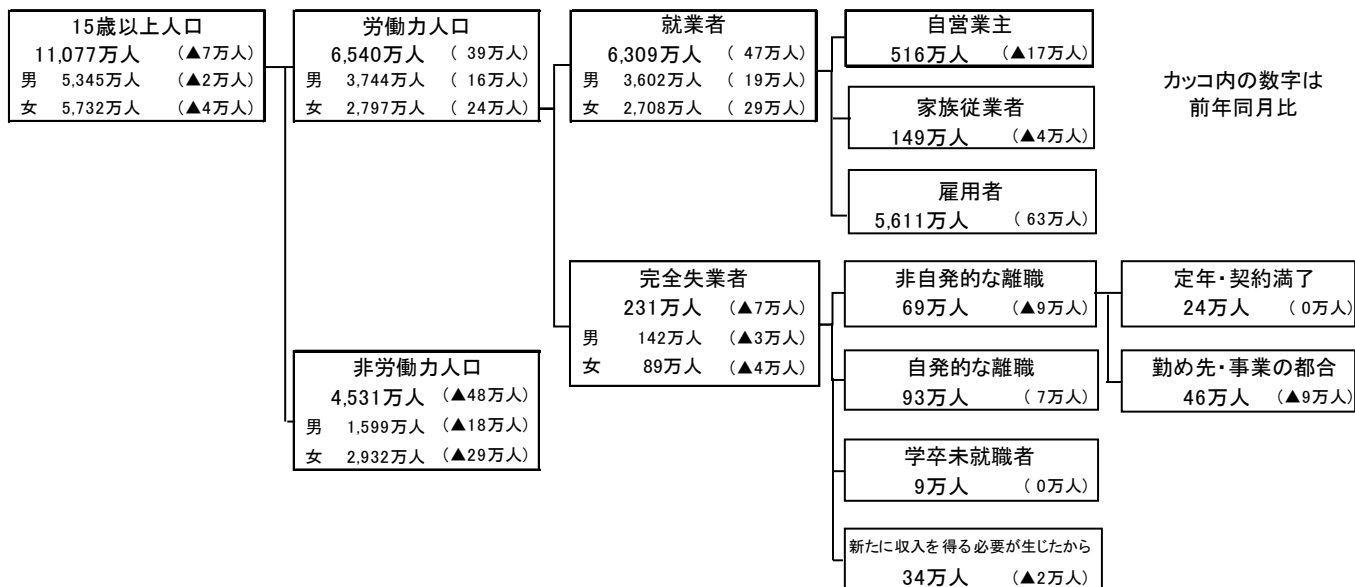 15歳以上人口
11,077万人 (▲7万人)
男 5,345万人 (▲2万人)
女 5,732万人 (▲4万人)
労働力人口
6,540万人 ( 39万人)
男 3,744万人 ( 16万人)
女 2,797万人 ( 24万人)
非労働力人口
4,531万人 (▲48万人)
男 1,599万人 (▲18万人)
女 2,932万人 (▲29万人)
就業者
6,309万人 ( 47万人)
男 3,602万人 ( 19万人)
女 2,708万人 ( 29万人)
完全失業者
231万人 (▲7万人)
男 142万人 (▲3万人)
女 89万人 (▲4万人)
自営業主
516万人 (▲17万人)
家族従業者
149万人 (▲4万人)
雇用者
5,611万人 ( 63万人)
非自発的な離職
69万人 (▲9万人)
自発的な離職
93万人 ( 7万人)
学卒未就職者
9万人 ( 0万人)
新たに収入を得る必要が生じたから
34万人 (▲2万人)
定年・契約満了
24万人 ( 0万人)
勤め先・事業の都合
46万人 (▲9万人)
カッコ内の数字は
前年同月比